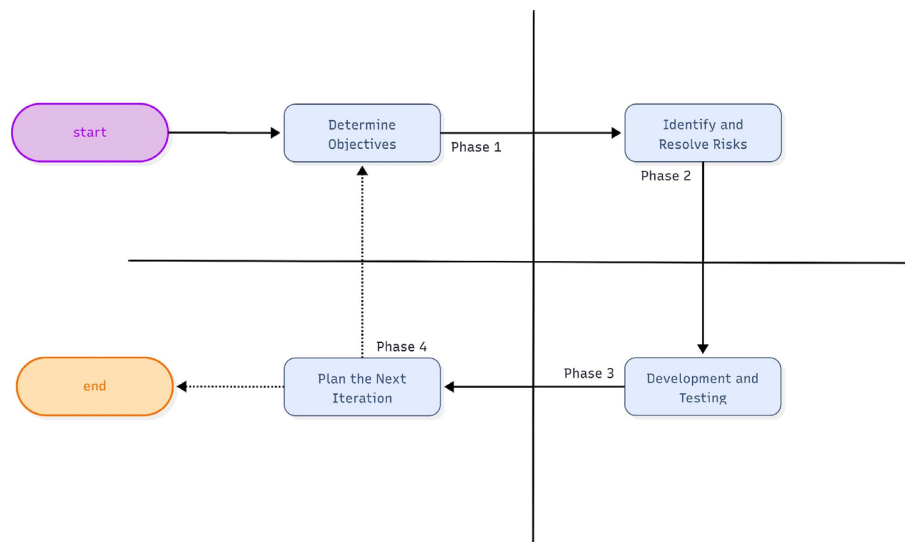 start
Determine
Objectives
Phase 1
Identify and
Resolve Risks
Phase 2
Development and
Testing
Phase 3
Plan the Next
Iteration
Phase 4
end